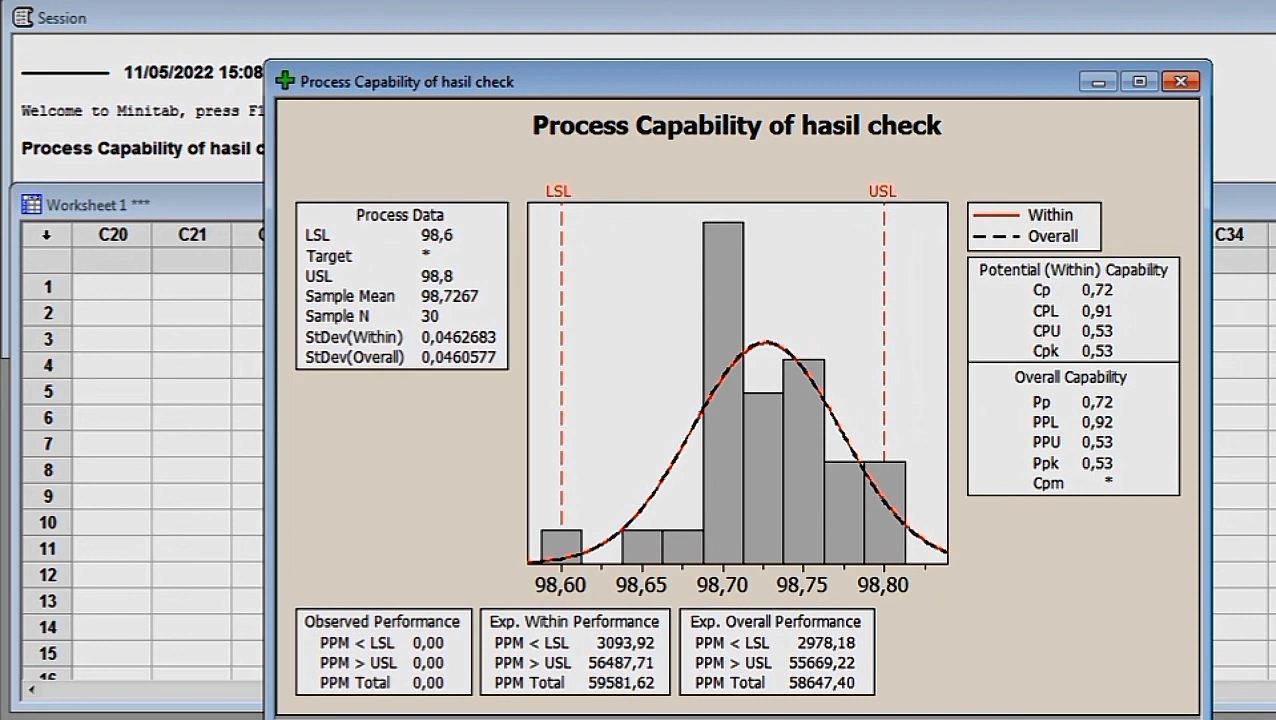 Session
11/05/2022 15:08
Welcome to Minitab, press F1
Process Capability of hasil c
Process Capability of hasil check
Process Capability of hasil check
Worksheet 1 ***
C20 C21 C34
1
2
3
4
5
6
7
8
9
10
11
12
13
14
15
16
Process Data
LSL 98,6
Target *
USL 98,8
Sample Mean 98,7267
Sample N 30
StDev(Within) 0,0462683
StDev(Overall) 0,0460577
LSL USL
98,60 98,65 98,70 98,75 98,80
Within
Overall
Potential (Within) Capability
Cp 0,72
CPL 0,91
CPU 0,53
Cpk 0,53
Overall Capability
Pp 0,72
PPL 0,92
PPU 0,53
Ppk 0,53
Cpm *
Observed Performance
PPM < LSL 0,00
PPM > USL 0,00
PPM Total 0,00
Exp. Within Performance
PPM < LSL 3093,92
PPM > USL 56487,71
PPM Total 59581,62
Exp. Overall Performance
PPM < LSL 2978,18
PPM > USL 55669,22
PPM Total 58647,40